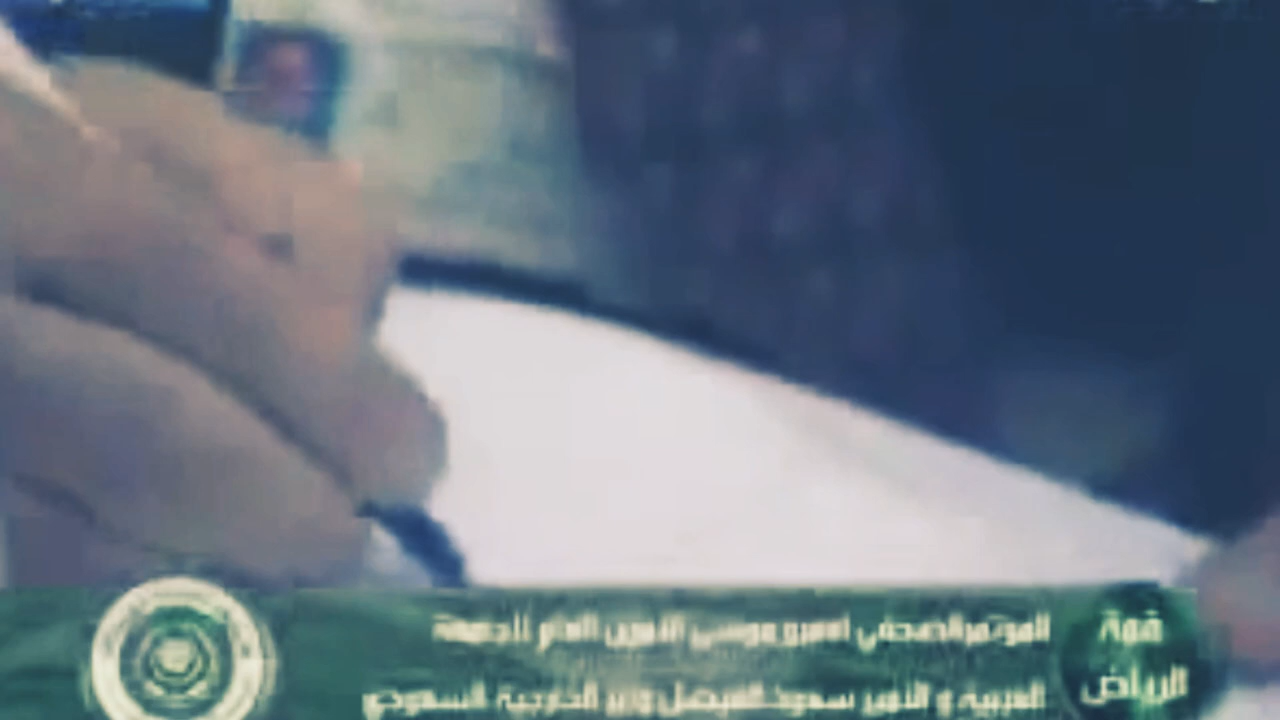 المؤتمر الصحفي لعمرو موسى الأمين العام للجامعة
العربية و الأمير سعود الفيصل وزير الخارجية السعودي
قمة
الرياض